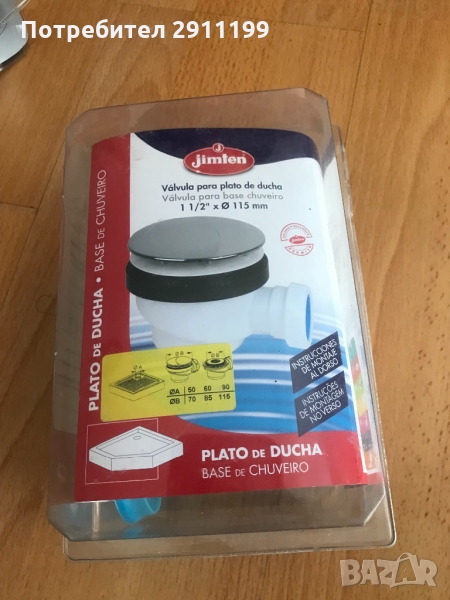 Потребител 2911199
jimten
Válvula para plato de ducha
Válvula para base chuveiro
1 1/2" x Ø 115 mm
PLATO DE DUCHA • BASE DE CHUVEIRO
INSTRUCCIONES
DE MONTAJE
AL DORSO
INSTRUÇÕES
DE MONTAGEM
NO VERSO
ØA 50 60 90
ØB 70 85 115
PLATO DE DUCHA
BASE DE CHUVEIRO
BAZAR